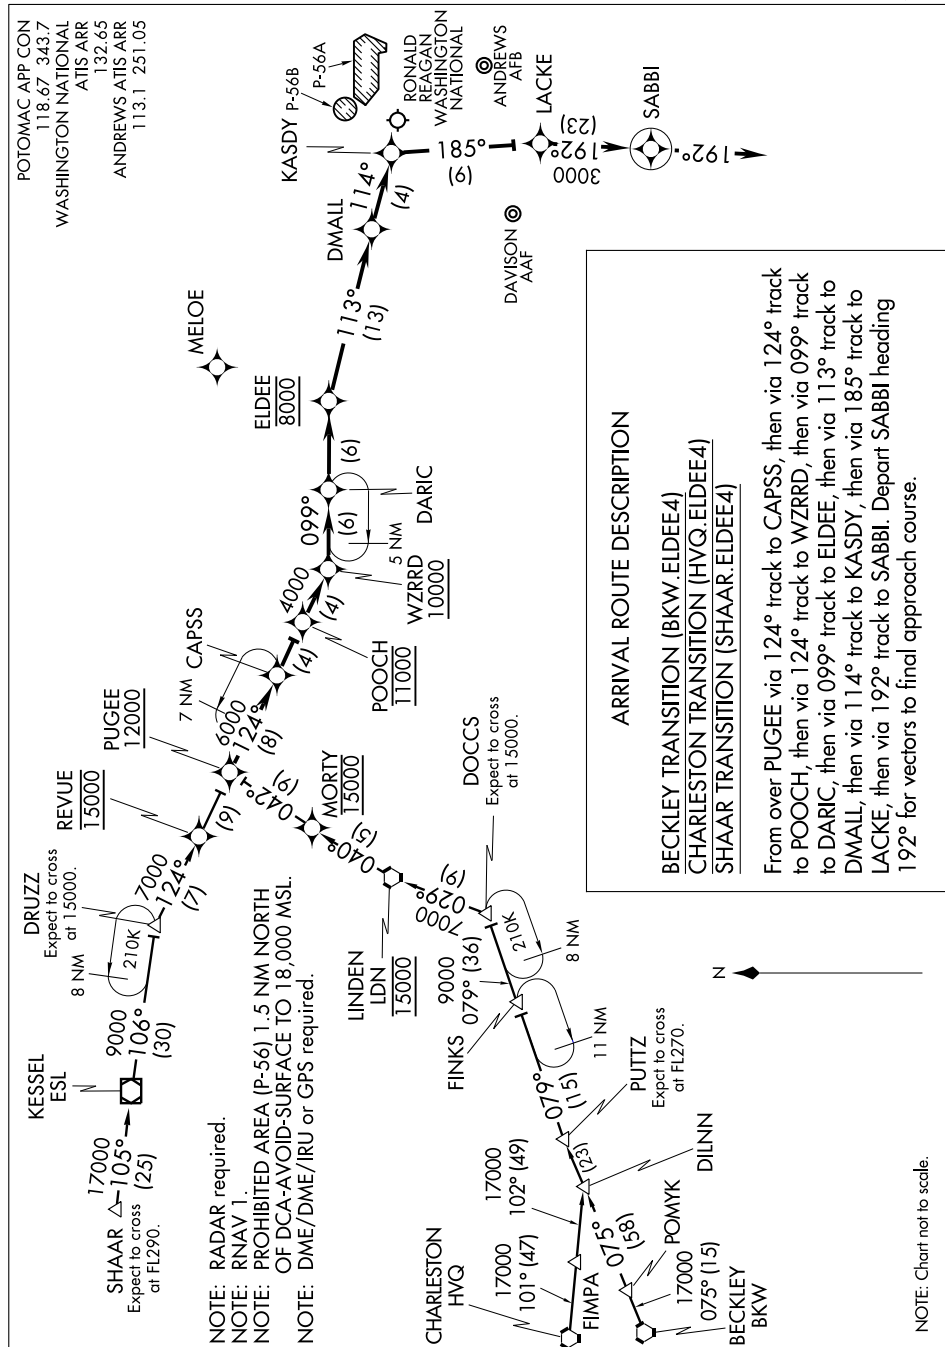 POTOMAC APP CON
118.67 343.7
WASHINGTON NATIONAL
ATIS ARR
132.65
ANDREWS ATIS ARR
113.1 251.05
SHAAR
Expect to cross
at FL290.
17000
105°
(25)
KESSEL
ESL
9000
106°
(30)
8 NM
210K
DRUZZ
Expect to cross
at 15000.
7000
124°
(7)
REVUE
15000
(9)
PUGEE
12000
6000
124°
(8)
7 NM
CAPSS
(4)
POOCH
11000
4000
(4)
WZRRD
10000
099°
(6)
5 NM
DARIC
(6)
ELDEE
8000
MELOE
113°
(13)
DMALL
114°
(4)
KASDY
P-56B
P-56A
RONALD
REAGAN
WASHINGTON
NATIONAL
ANDREWS
AFB
185°
(9)
LACKE
192°
(23)
3000
SABBI
192°
DAVISON
AAF
NOTE: RADAR required.
NOTE: RNAV 1.
NOTE: PROHIBITED AREA (P-56) 1.5 NM NORTH
OF DCA-AVOID-SURFACE TO 18,000 MSL.
NOTE: DME/DME/IRU or GPS required.
MORTY
15000
042°
(9)
040°
(5)
LINDEN
LDN
15000
7000
029°
(9)
DOCCS
Expect to cross
at 15000.
210K
8 NM
9000
079° (36)
FINKS
11 NM
079°
(15)
PUTTZ
Expct to cross
at FL270.
(23)
DILNN
17000
102° (49)
17000
101° (47)
FIMPA
CHARLESTON
HVQ
075°
(58)
POMYK
17000
075° (15)
BECKLEY
BKW
N
ARRIVAL ROUTE DESCRIPTION
BECKLEY TRANSITION (BKW.ELDEE4)
CHARLESTON TRANSITION (HVQ.ELDEE4)
SHAAR TRANSITION (SHAAR.ELDEE4)
From over PUGEE via 124° track to CAPSS, then via 124° track
to POOCH, then via 124° track to WZRRD, then via 099° track
to DARIC, then via 099° track to ELDEE, then via 113° track to
DMALL, then via 114° track to KASDY, then via 185° track to
LACKE, then via 192° track to SABBI. Depart SABBI heading
192° for vectors to final approach course.
NOTE: Chart not to scale.